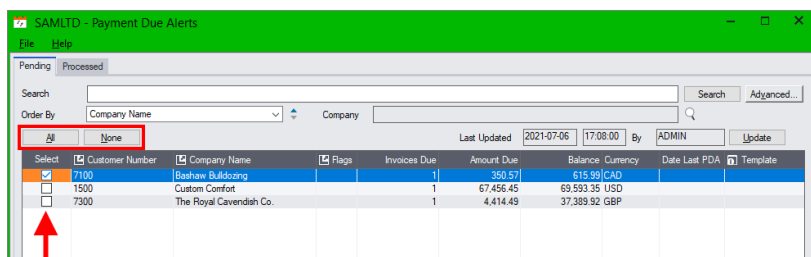 SAMLTD - Payment Due Alerts
File Help
Pending Processed
Search Search Advanced...
Order By Company Name Company
All None Last Updated 2021-07-06 17:08:00 By ADMIN Update
Select Customer Number Company Name Flags Invoices Due Amount Due Balance Currency Date Last PDA Template
7100 Bashaw Bulldozing 1 350.57 615.99 CAD
1500 Custom Comfort 1 67,456.45 69,593.35 USD
7300 The Royal Cavendish Co. 1 4,414.49 37,389.92 GBP